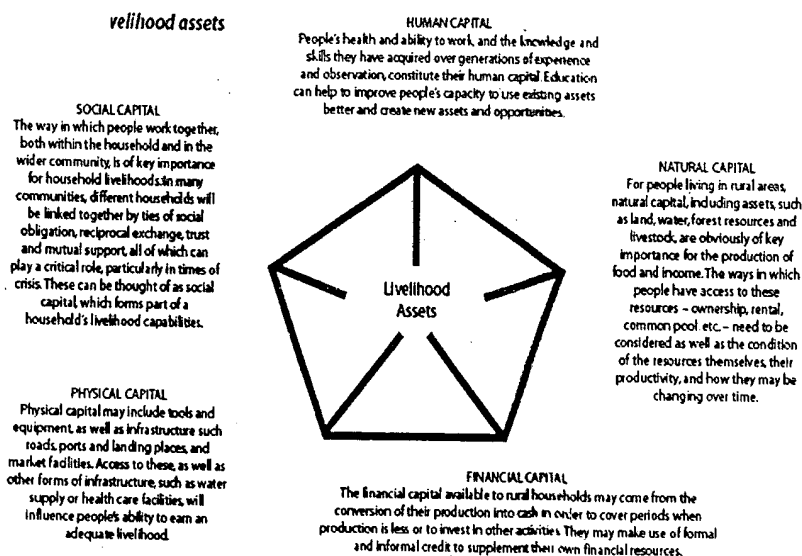 velihood assets
HUMAN CAPITAL
People's health and ability to work, and the knowledge and
skills they have acquired over generations of experience
and observation, constitute their human capital. Education
can help to improve people's capacity to use existing assets
better and create new assets and opportunities.
SOCIAL CAPITAL
The way in which people work together,
both within the household and in the
wider community, is of key importance
for household livelihoods. In many
communities, different households will
be linked together by ties of social
obligation, reciprocal exchange, trust
and mutual support, all of which can
play a critical role, particularly in times of
crisis. These can be thought of as social
capital, which forms part of a
household's livelihood capabilities.
NATURAL CAPITAL
For people living in rural areas,
natural capital, including assets, such
as land, water, forest resources and
livestock, are obviously of key
importance for the production of
food and income. The ways in which
people have access to these
resources – ownership, rental,
common pool. etc. – need to be
considered as well as the condition
of the resources themselves, their
productivity, and how they may be
changing over time.
Livelihood
Assets
PHYSICAL CAPITAL
Physical capital may include tools and
equipment, as well as infrastructure such
roads, ports and landing places, and
market facilities. Access to these, as well as
other forms of infrastructure, such as water
supply or health care facilities, will
influence people's ability to earn an
adequate livelihood.
FINANCIAL CAPITAL
The financial capital available to rural households may come from the
conversion of their production into cash in order to cover periods when
production is less or to invest in other activities. They may make use of formal
and informal credit to supplement their own financial resources.